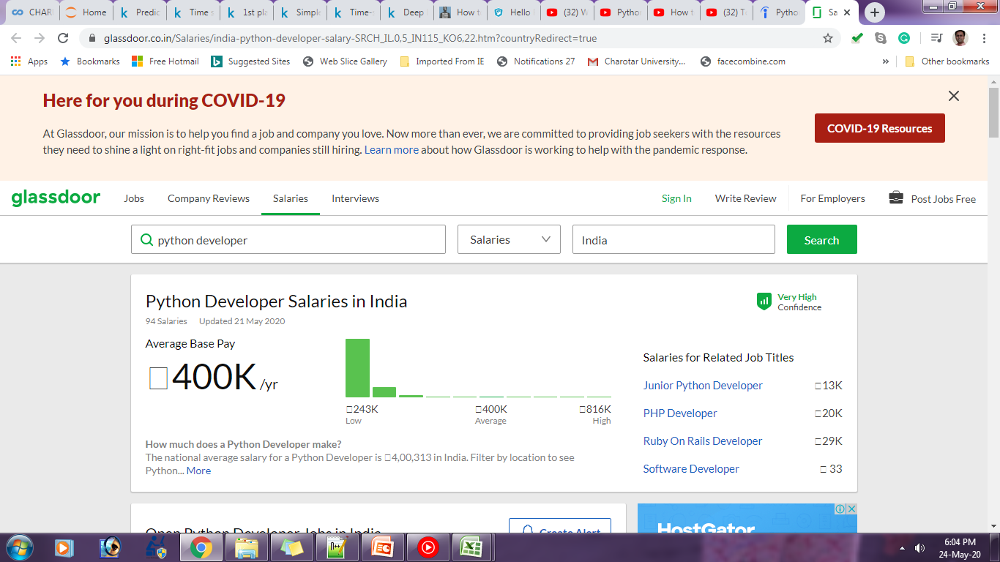 CHAR
Home
Predic
Time s
1st pla
Simple
Time-s
Deep
How t
Hello
(32) W
Python
How t
(32) T
Pytho
Sa
glassdoor.co.in/Salaries/india-python-developer-salary-SRCH_IL.0,5_IN115_KO6,22.htm?countryRedirect=true
Apps
Bookmarks
Free Hotmail
Suggested Sites
Web Slice Gallery
Imported From IE
Notifications 27
Charotar University...
facecombine.com
»
Other bookmarks
Here for you during COVID-19
At Glassdoor, our mission is to help you find a job and company you love. Now more than ever, we are committed to providing job seekers with the resources
they need to shine a light on right-fit jobs and companies still hiring. Learn more about how Glassdoor is working to help with the pandemic response.
COVID-19 Resources
glassdoor
Jobs
Company Reviews
Salaries
Interviews
Sign In
Write Review
For Employers
Post Jobs Free
python developer
Salaries
India
Search
Python Developer Salaries in India
94 Salaries Updated 21 May 2020
Very High
Confidence
Average Base Pay
□400K /yr
□243K
Low
□400K
Average
□816K
High
How much does a Python Developer make?
The national average salary for a Python Developer is □4,00,313 in India. Filter by location to see
Python... More
Salaries for Related Job Titles
Junior Python Developer □13K
PHP Developer □20K
Ruby On Rails Developer □29K
Software Developer □ 33
Open Python Developer Jobs in India
Create Alert
HostGator
6:04 PM
24-May-20